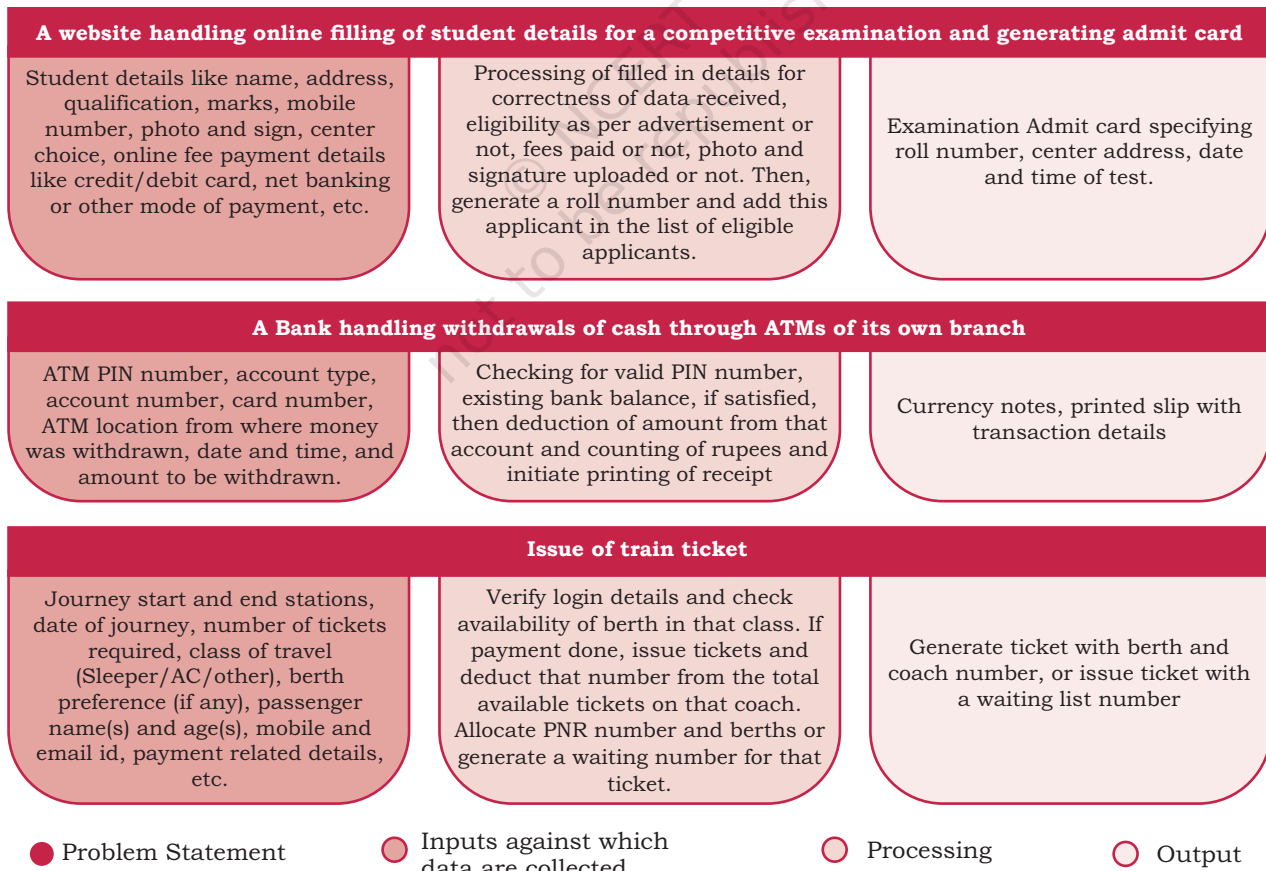 A website handling online filling of student details for a competitive examination and generating admit card
Student details like name, address,
qualification, marks, mobile
number, photo and sign, center
choice, online fee payment details
like credit/debit card, net banking
or other mode of payment, etc.
Processing of filled in details for
correctness of data received,
eligibility as per advertisement or
not, fees paid or not, photo and
signature uploaded or not. Then,
generate a roll number and add this
applicant in the list of eligible
applicants.
Examination Admit card specifying
roll number, center address, date
and time of test.
A Bank handling withdrawals of cash through ATMs of its own branch
ATM PIN number, account type,
account number, card number,
ATM location from where money
was withdrawn, date and time, and
amount to be withdrawn.
Checking for valid PIN number,
existing bank balance, if satisfied,
then deduction of amount from that
account and counting of rupees and
initiate printing of receipt
Currency notes, printed slip with
transaction details
Issue of train ticket
Journey start and end stations,
date of journey, number of tickets
required, class of travel
(Sleeper/AC/other), berth
preference (if any), passenger
name(s) and age(s), mobile and
email id, payment related details,
etc.
Verify login details and check
availability of berth in that class. If
payment done, issue tickets and
deduct that number from the total
available tickets on that coach.
Allocate PNR number and berths or
generate a waiting number for that
ticket.
Generate ticket with berth and
coach number, or issue ticket with
a waiting list number
Problem Statement
Inputs against which
data are collected
Processing
Output
© NCERT
not to be republish